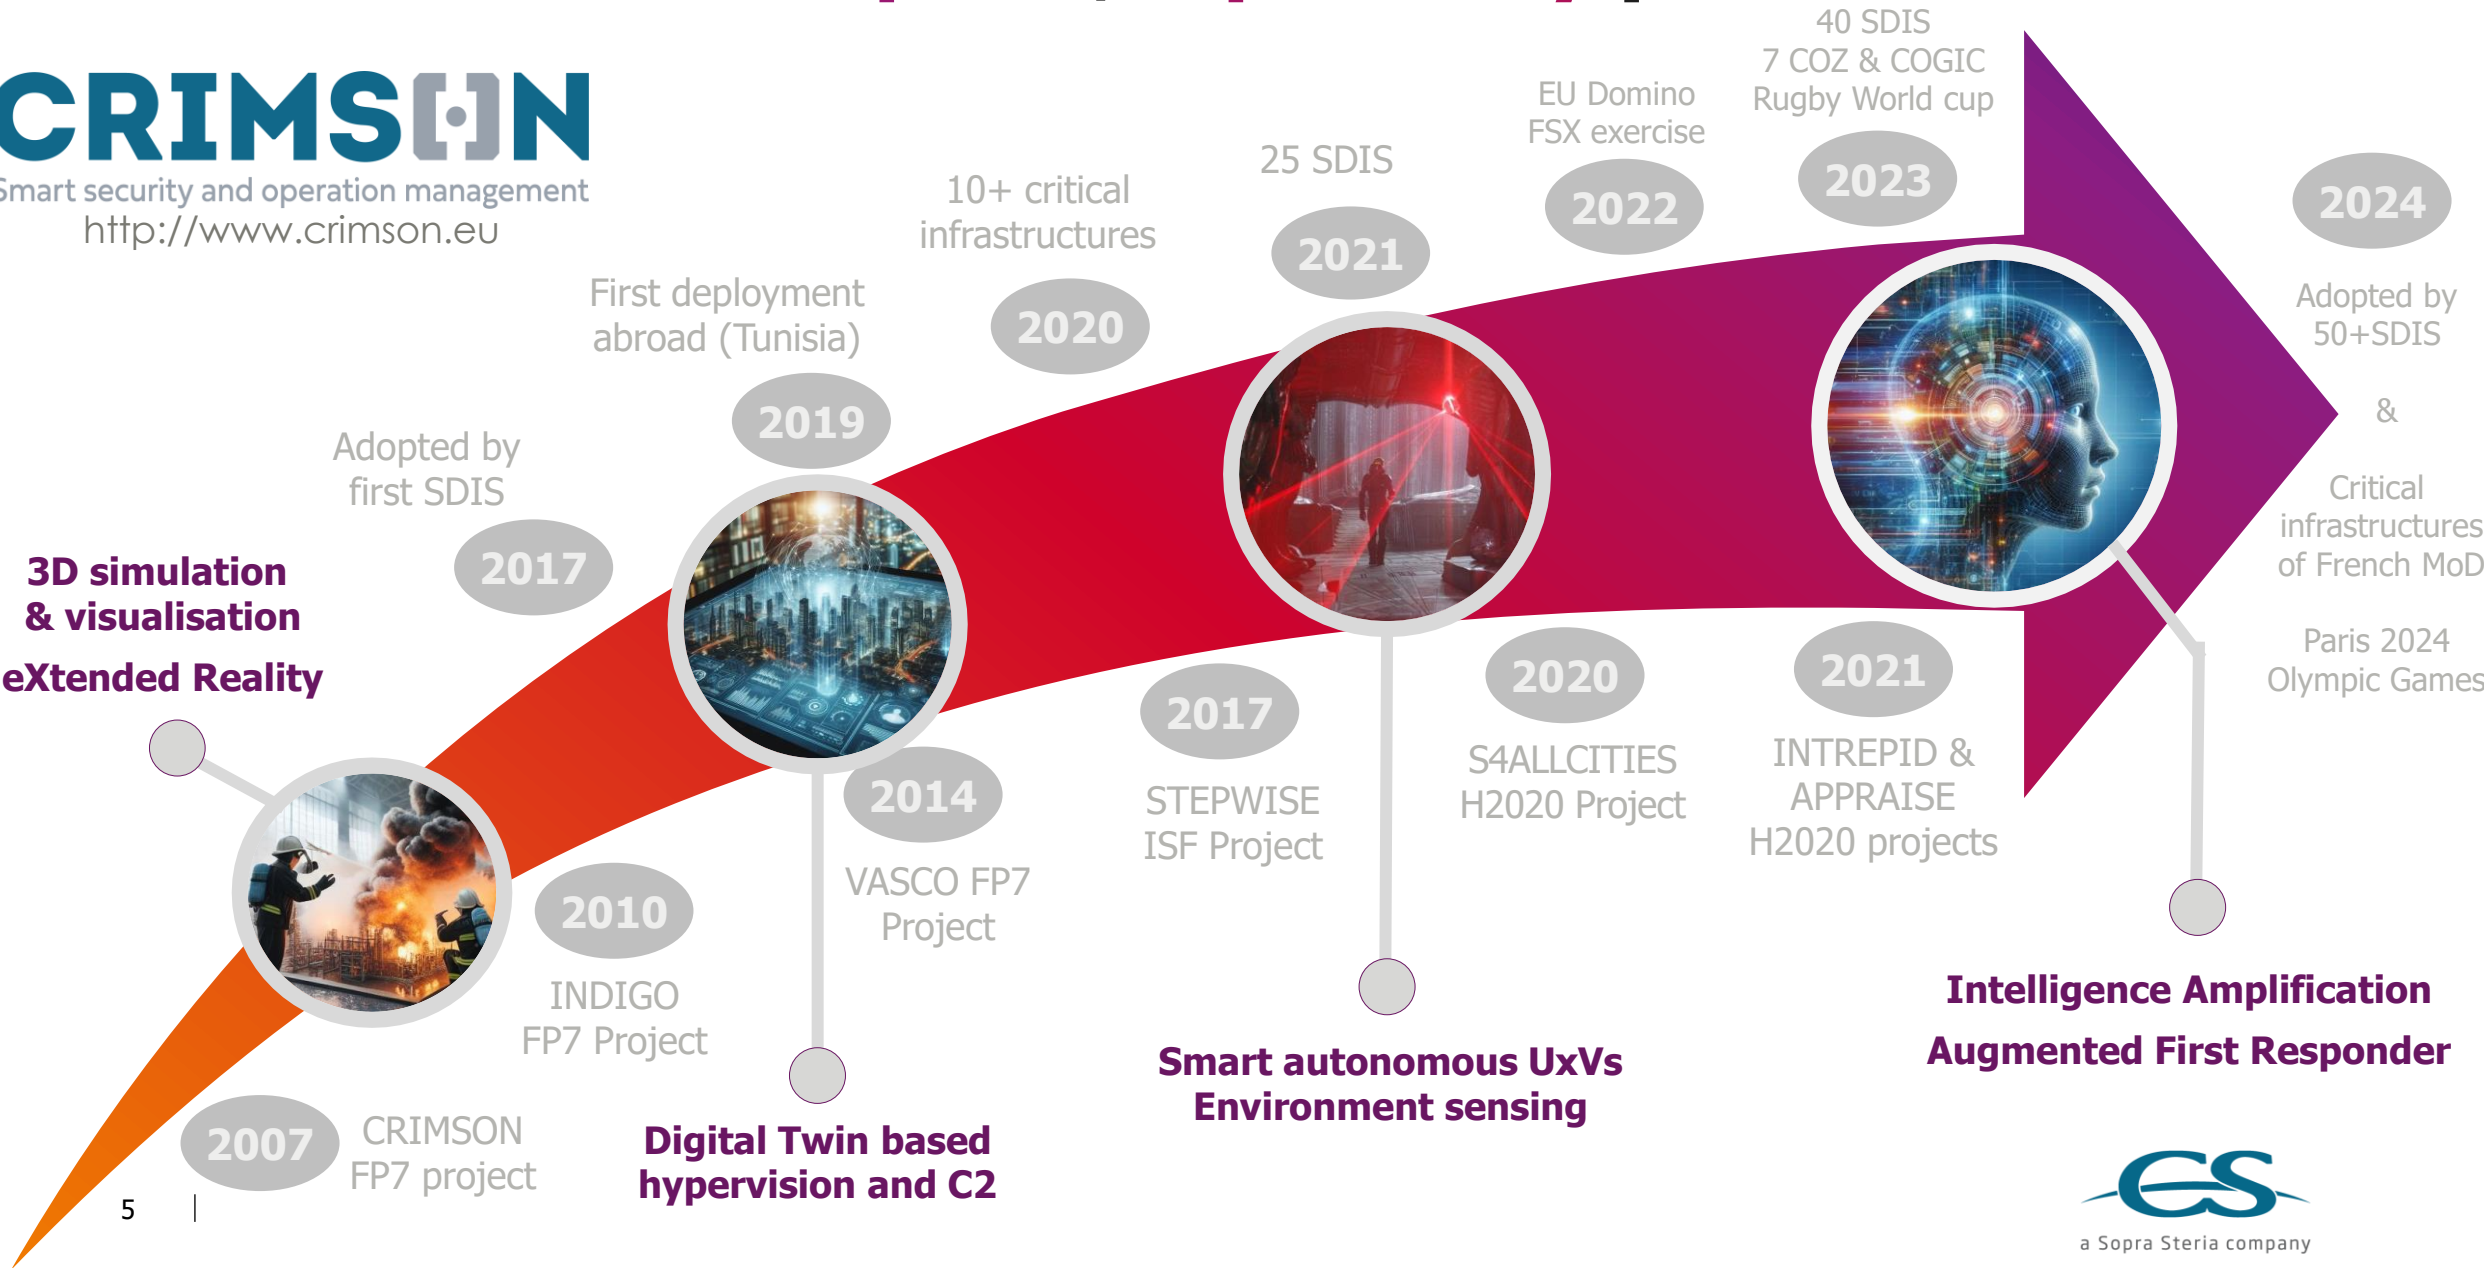 CRIMSON
Smart security and operation management
http://www.crimson.eu
40 SDIS
7 COZ & COGIC
Rugby World cup
2023
EU Domino
FSX exercise
2022
25 SDIS
2021
10+ critical
infrastructures
2020
First deployment
abroad (Tunisia)
2019
Adopted by
first SDIS
2017
2024
Adopted by
50+SDIS
&
Critical
infrastructures
of French MoD
Paris 2024
Olympic Games
3D simulation
& visualisation
eXtended Reality
2007
CRIMSON
FP7 project
2010
INDIGO
FP7 Project
2014
VASCO FP7
Project
Digital Twin based
hypervision and C2
2017
STEPWISE
ISF Project
Smart autonomous UxVs
Environment sensing
2020
S4ALLCITIES
H2020 Project
2021
INTREPID &
APPRAISE
H2020 projects
Intelligence Amplification
Augmented First Responder
5 |
CS
a Sopra Steria company